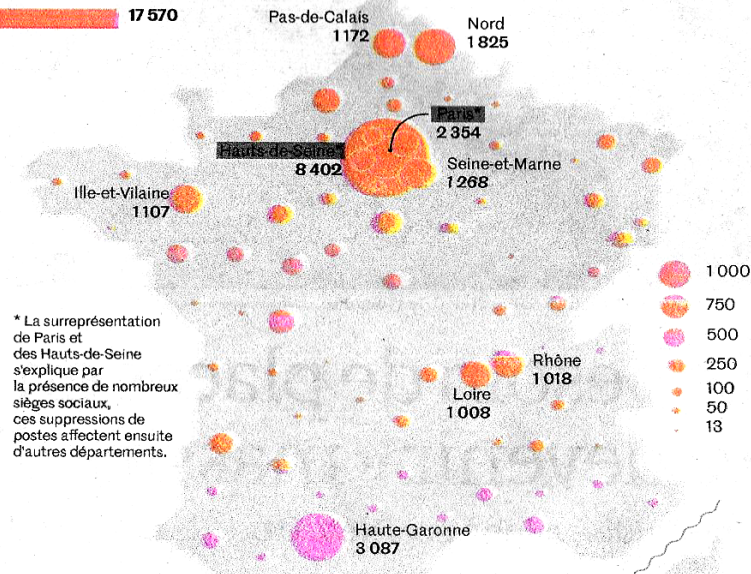 17 570
Pas-de-Calais
1 172
Nord
1 825
Paris*
2 354
Hauts-de-Seine*
8 402
Seine-et-Marne
1 268
Ille-et-Vilaine
1 107
1 000
750
500
250
100
50
13
* La surreprésentation
de Paris et
des Hauts-de-Seine
s'explique par
la présence de nombreux
sièges sociaux,
ces suppressions de
postes affectent ensuite
d'autres départements.
Rhône
1 018
Loire
1 008
Haute-Garonne
3 087